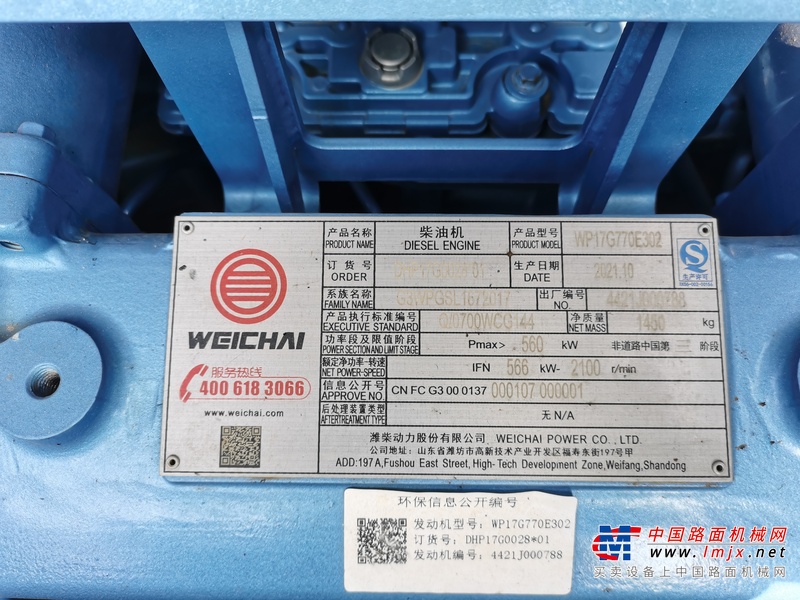 产品名称 PRODUCT NAME 柴油机 DIESEL ENGINE 产品型号 PRODUCT MODEL WP17G770E302
订货号 ORDER 01 生产日期 DATE 2021.10
系族名称 FAMILY NAME 出厂编号 NO. 4421J000788
产品执行标准编号 EXECUTIVE STANDARD Q/0700WCG144 净质量 NET MASS 1460 kg
功率段及限值阶段 POWER SECTION AND LIMIT STAGE Pmax> 560 kW 非道路中国第 三 阶段
额定净功率-转速 NET POWER-SPEED IFN 566 kW- 2100 r/min
信息公开号 APPROVE NO. CN FC G3 00 0137 000107 000001
后处理装置类型 AFTERTREATMENT TYPE 无 N/A
WEICHAI
服务热线
400 618 3066
www.weichai.com
潍柴动力股份有限公司 WEICHAI POWER CO., LTD.
公司地址: 山东省潍坊市高新技术产业开发区福寿东街197号甲
ADD:197 A,Fushou East Street, High-Tech Development Zone,Weifang,Shandong
环保信息公开编号
发动机型号: WP17G770E302
订货号: DHP17G0028*01
发动机编号: 4421J000788
中国路面机械网
www.lmjx.net
买卖设备上中国路面机械网